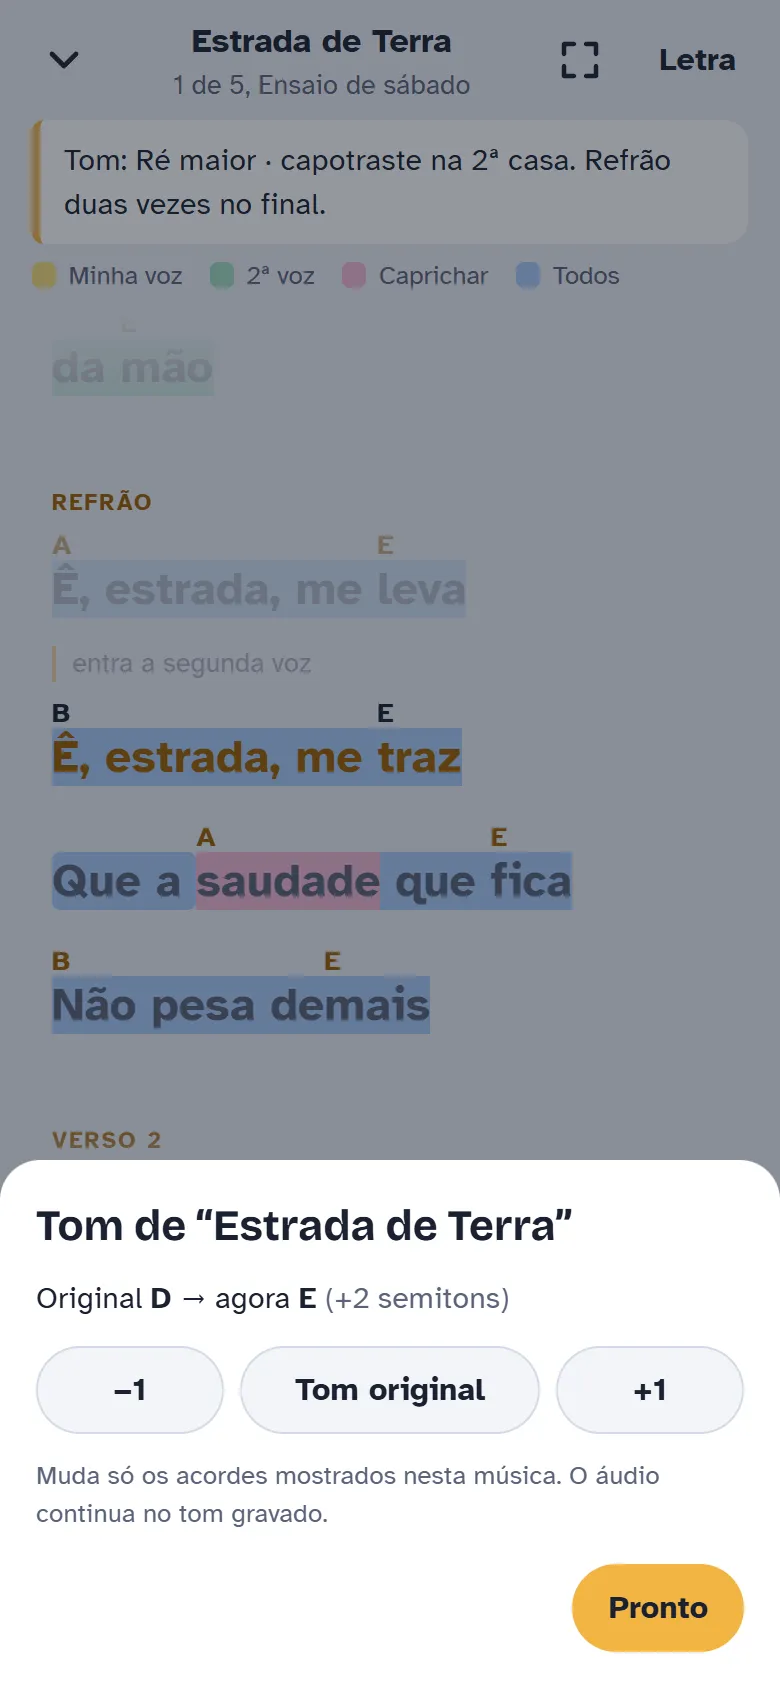 Estrada de Terra
1 de 5, Ensaio de sábado
Letra
Tom: Ré maior · capotraste na 2ª casa. Refrão
duas vezes no final.
Minha voz 2ª voz Caprichar Todos
da mão
REFRÃO
A E
Ê, estrada, me leva
entra a segunda voz
B E
Ê, estrada, me traz
A E
Que a saudade que fica
B E
Não pesa demais
VERSO 2
Tom de “Estrada de Terra”
Original D → agora E (+2 semitons)
−1 Tom original +1
Muda só os acordes mostrados nesta música. O áudio
continua no tom gravado.
Pronto